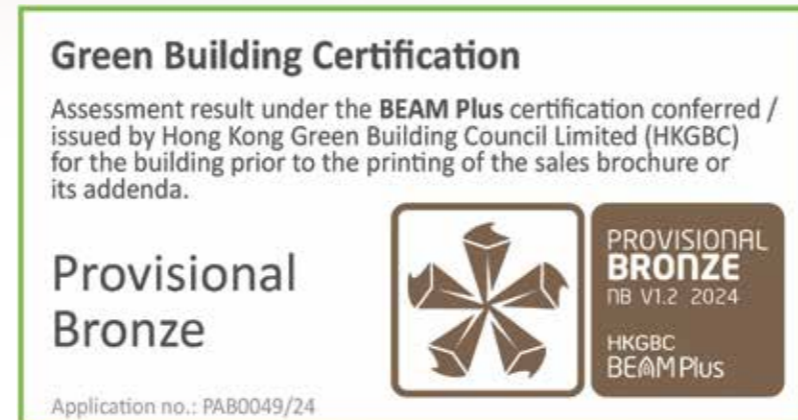 Green Building Certification
Assessment result under the BEAM Plus certification conferred /
issued by Hong Kong Green Building Council Limited (HKGBC)
for the building prior to the printing of the sales brochure or
its addenda.
Provisional
Bronze
PROVISIONAL
BRONZE
NB V1.2 2024
HKGBC
BEAM Plus
Application no.: PAB0049/24